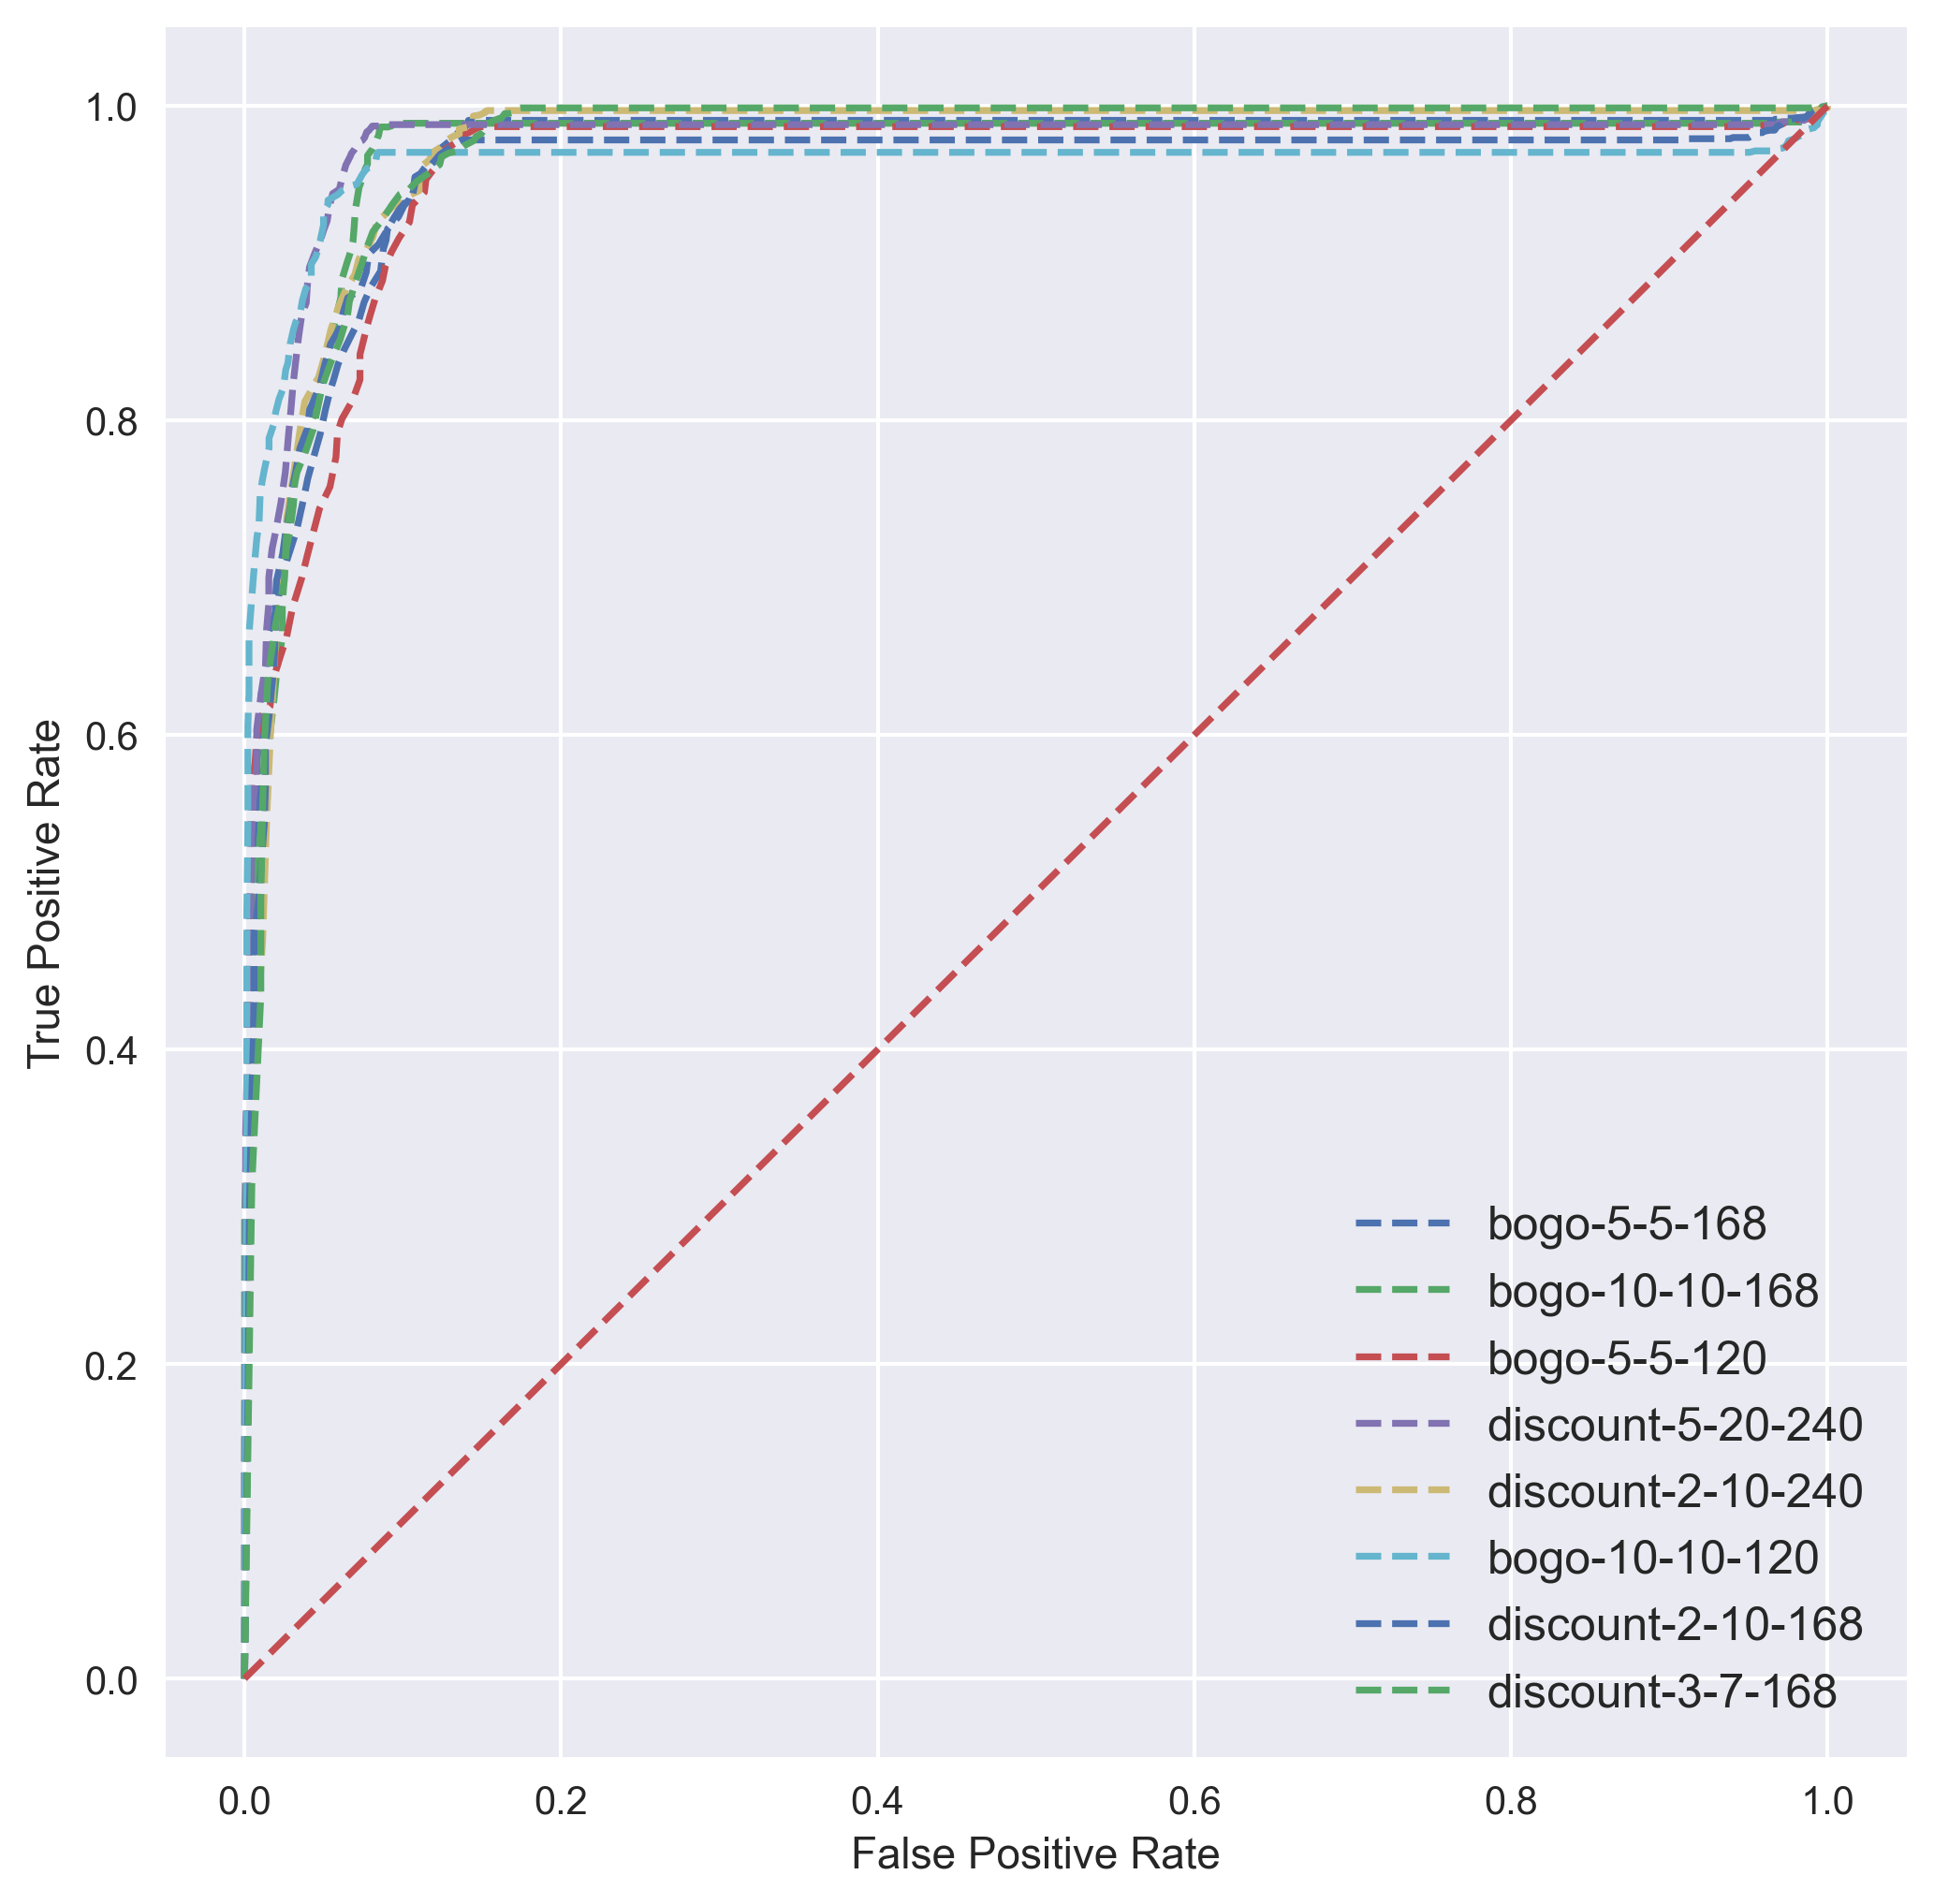 1.0
0.8
0.6
0.4
0.2
0.0
True Positive Rate
bogo-5-5-168
bogo-10-10-168
bogo-5-5-120
discount-5-20-240
discount-2-10-240
bogo-10-10-120
discount-2-10-168
discount-3-7-168
0.0 0.2 0.4 0.6 0.8 1.0
False Positive Rate